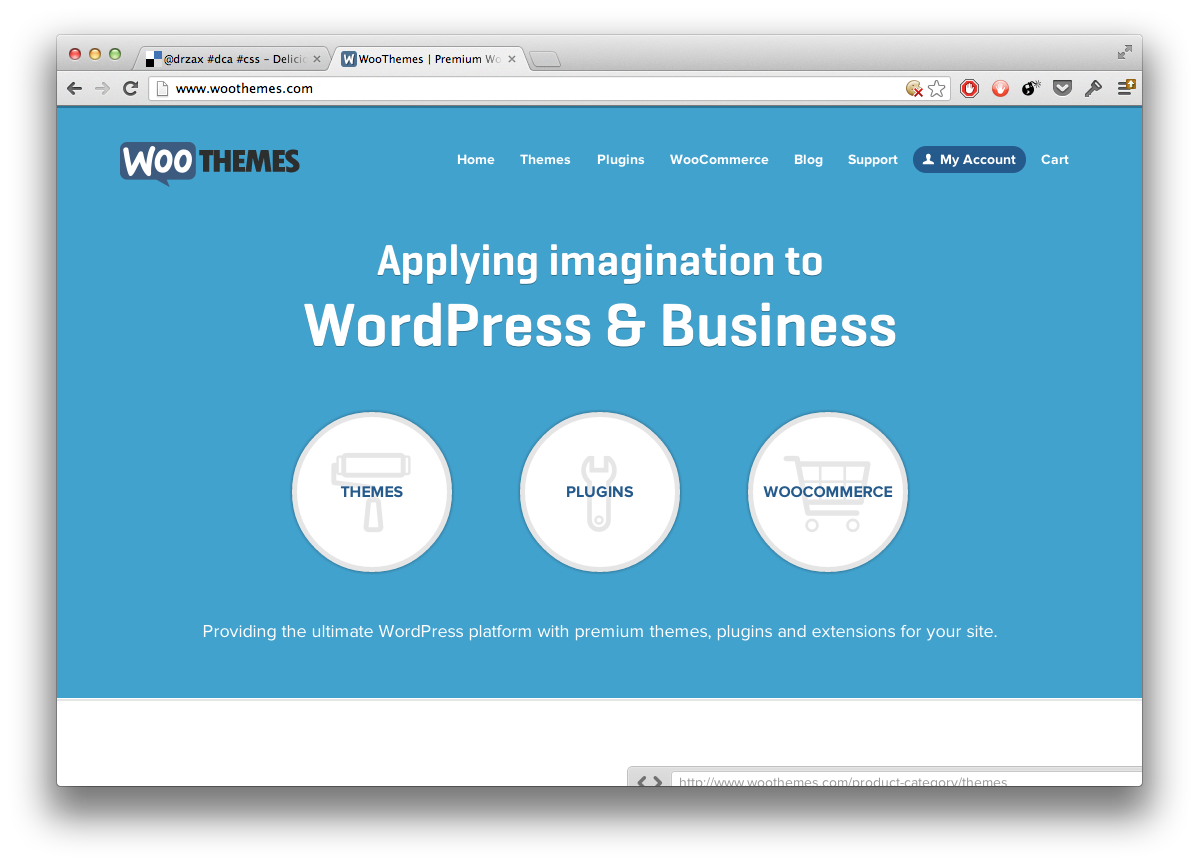 @drzax #dca #css - Delici
WooThemes | Premium Wo
www.woothemes.com
WOO THEMES
Home Themes Plugins WooCommerce Blog Support My Account Cart
Applying imagination to
WordPress & Business
THEMES PLUGINS WOOCOMMERCE
Providing the ultimate WordPress platform with premium themes, plugins and extensions for your site.
http://www.woothemes.com/product-category/themes